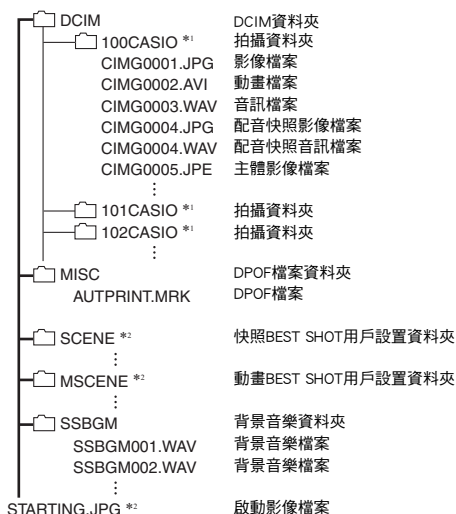 DCIM DCIM資料夾
100CASIO *1 拍攝資料夾
CIMG0001.JPG 影像檔案
CIMG0002.AVI 動畫檔案
CIMG0003.WAV 音訊檔案
CIMG0004.JPG 配音快照影像檔案
CIMG0004.WAV 配音快照音訊檔案
CIMG0005.JPE 主體影像檔案
101CASIO *1 拍攝資料夾
102CASIO *1 拍攝資料夾
MISC DPOF檔案資料夾
AUTPRINT.MRK DPOF檔案
SCENE *2 快照BEST SHOT用戶設置資料夾
MSCENE *2 動畫BEST SHOT用戶設置資料夾
SSBGM 背景音樂資料夾
SSBGM001.WAV 背景音樂檔案
SSBGM002.WAV 背景音樂檔案
STARTING.JPG *2 啟動影像檔案